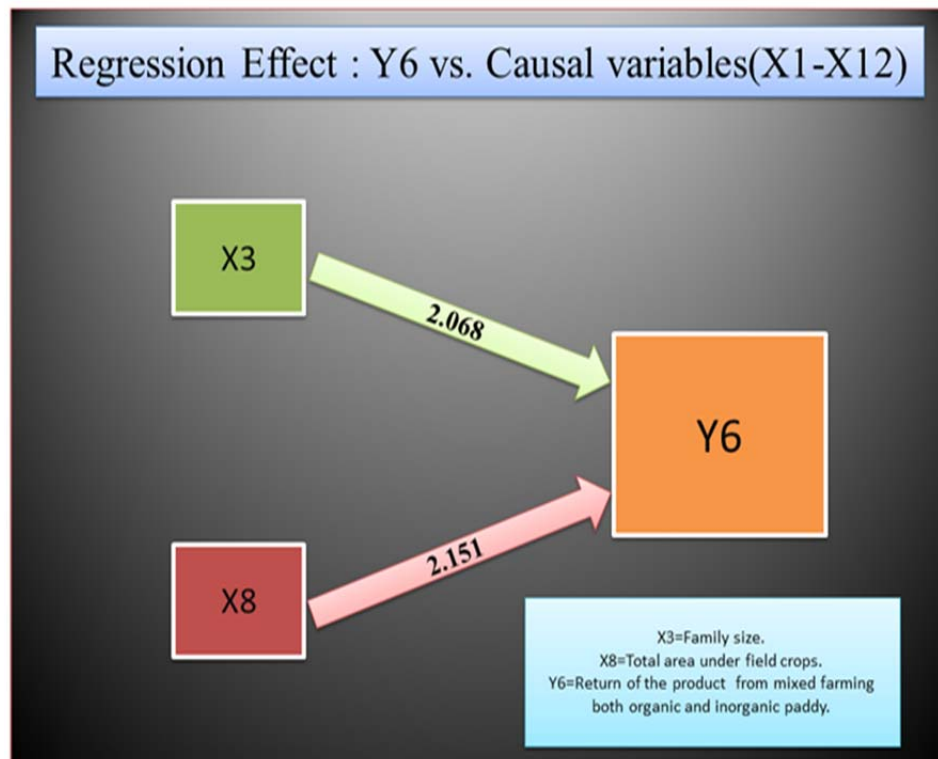 Regression Effect : Y6 vs. Causal variables(X1-X12)
X3
2.068
Y6
X8
2.151
X3=Family size.
X8=Total area under field crops.
Y6=Return of the product from mixed farming
both organic and inorganic paddy.